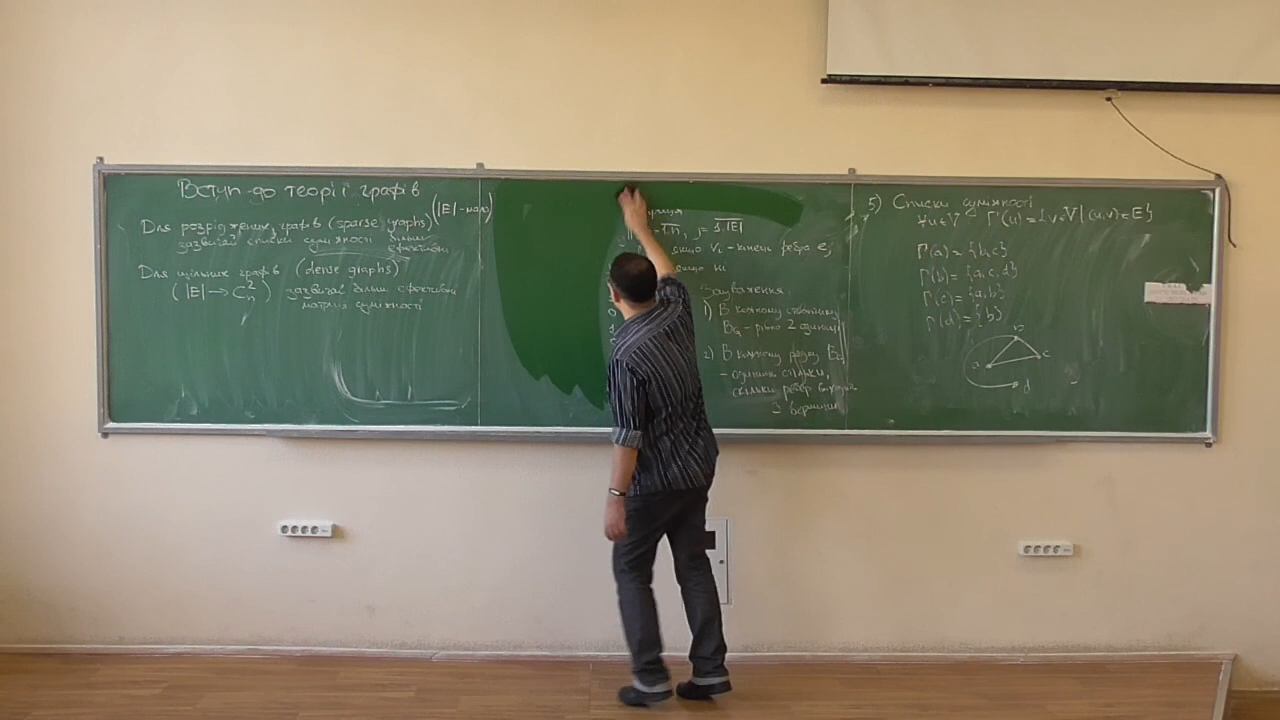 Вступ до теорії графів
Для розріджених графів (sparse graphs) (|E| - мало)
зазвичай списки суміжності більш
ефективні
Для щільних графів (dense graphs)
(|E| → C²ₙ) зазвичай більш ефективні
матриця суміжності
j = 1,|E|
якщо vᵢ - кінець ребра eⱼ
Зауваження
1) В кожному стовпчику
- рівно 2 одиниці
2) В кожному рядку
- одиниць стільки,
скільки ребер виходить
з вершини
5) Списки суміжності
∀u∈V Γ(u) = {v∈V | (u,v)∈E}
Γ(a) = {b,c}
Γ(b) = {a,c,d}
Γ(c) = {a,b}
Γ(d) = {b}
b
a
c
d